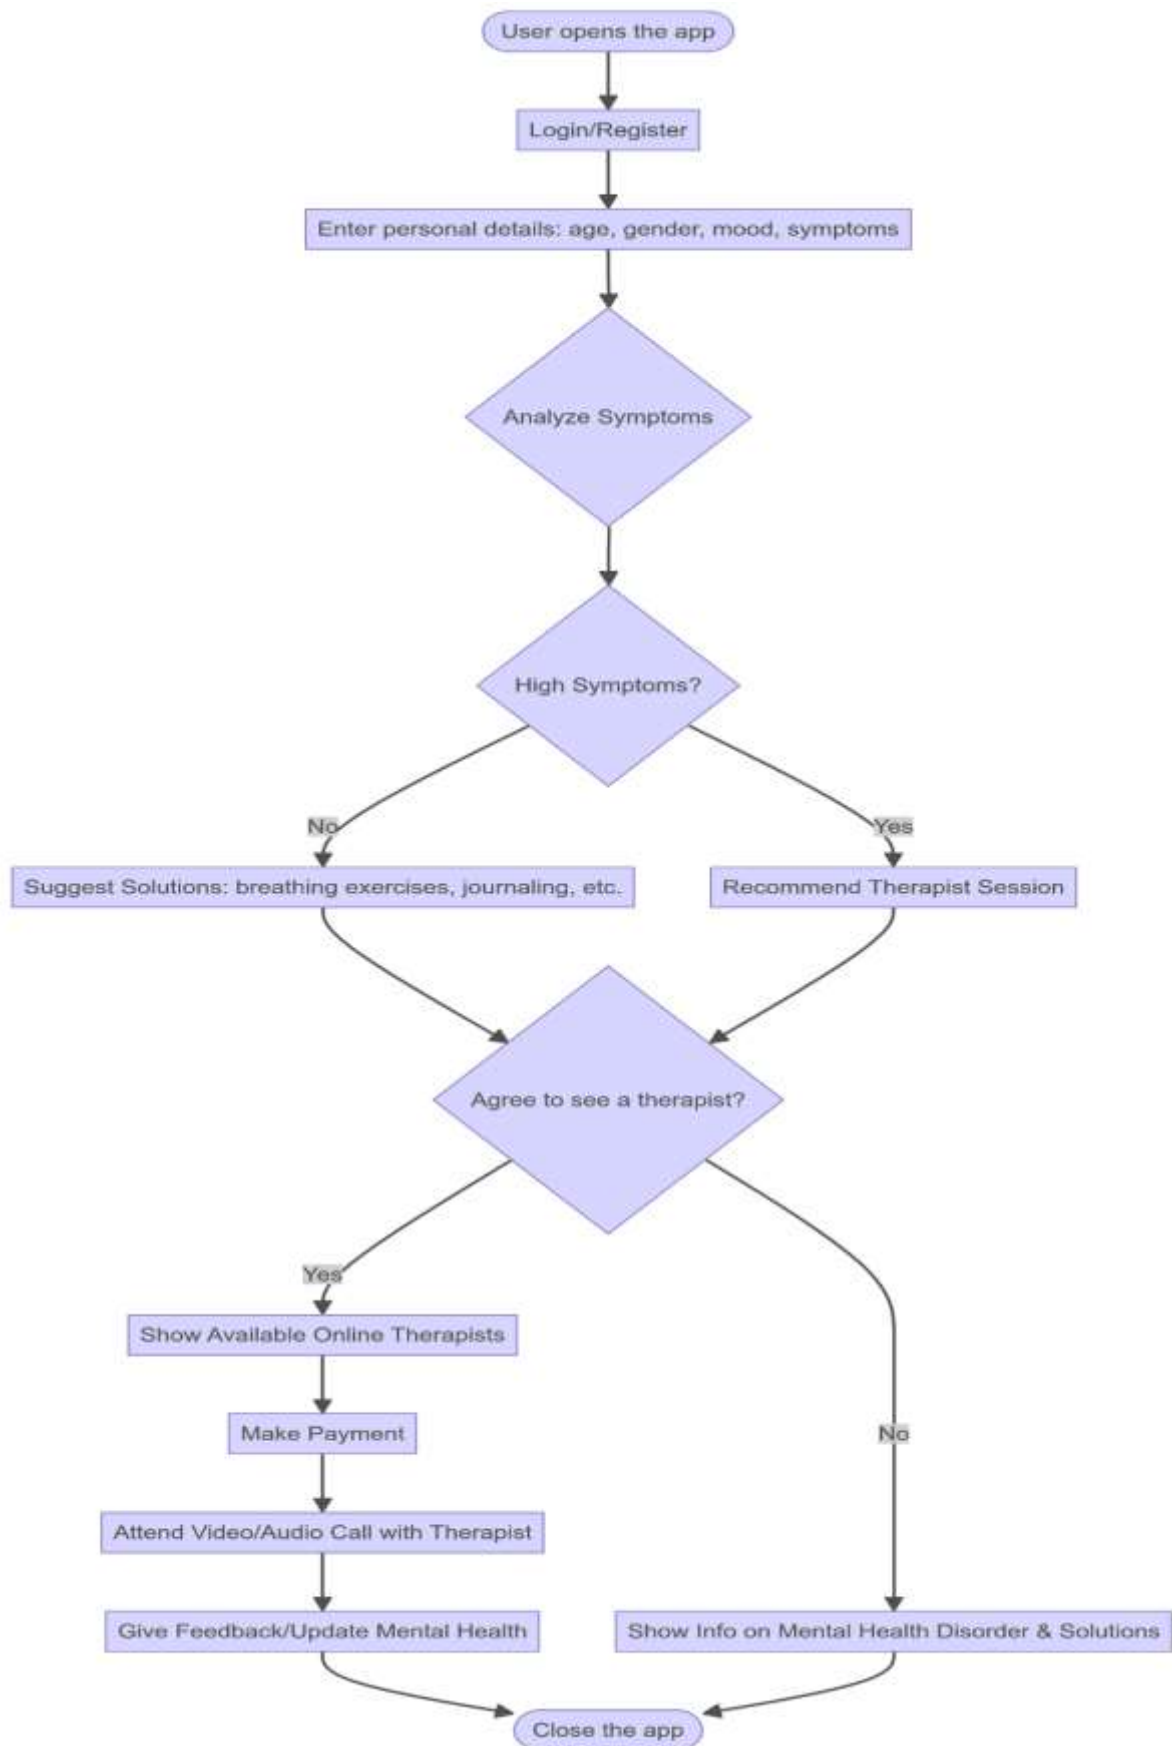 User opens the app
Login/Register
Enter personal details: age, gender, mood, symptoms
Analyze Symptoms
High Symptoms?
No
Yes
Suggest Solutions: breathing exercises, journaling, etc.
Recommend Therapist Session
Agree to see a therapist?
Yes
Show Available Online Therapists
Make Payment
No
Attend Video/Audio Call with Therapist
Give Feedback/Update Mental Health
Show Info on Mental Health Disorder & Solutions
Close the app